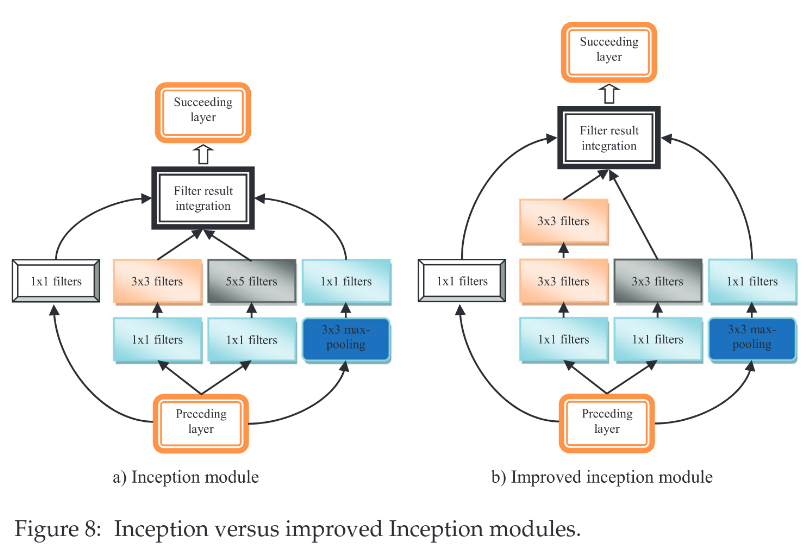 Succeeding
layer
Filter result
integration
1x1 filters
3x3 filters
5x5 filters
1x1 filters
1x1 filters
1x1 filters
3x3 max-
pooling
Preceding
layer
a) Inception module
Succeeding
layer
Filter result
integration
3x3 filters
1x1 filters
3x3 filters
3x3 filters
1x1 filters
1x1 filters
1x1 filters
3x3 max-
pooling
Preceding
layer
b) Improved inception module
Figure 8: Inception versus improved Inception modules.